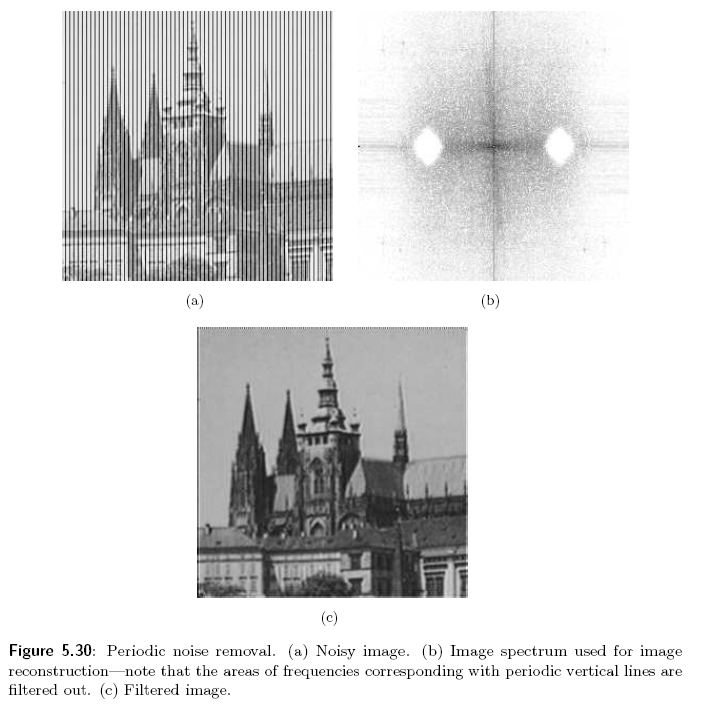 (a)
(b)
(c)
Figure 5.30: Periodic noise removal. (a) Noisy image. (b) Image spectrum used for image
reconstruction—note that the areas of frequencies corresponding with periodic vertical lines are
filtered out. (c) Filtered image.